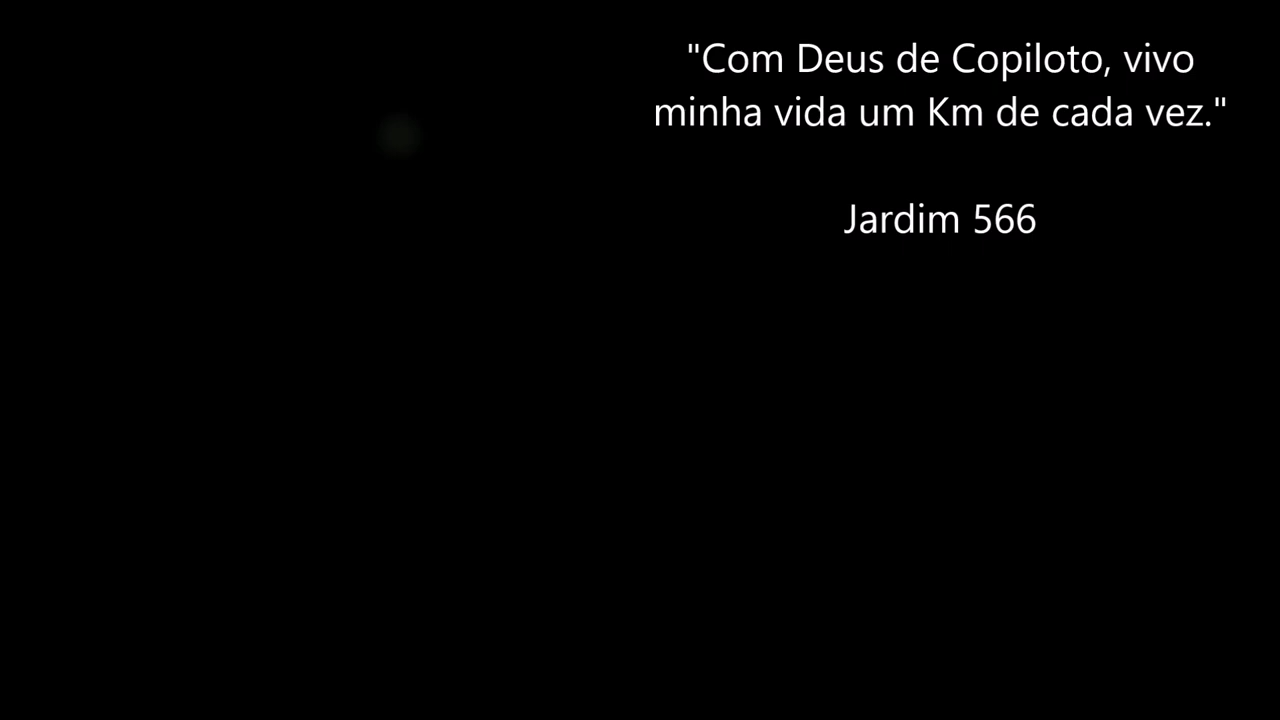 "Com Deus de Copiloto, vivo
minha vida um Km de cada vez."
Jardim 566